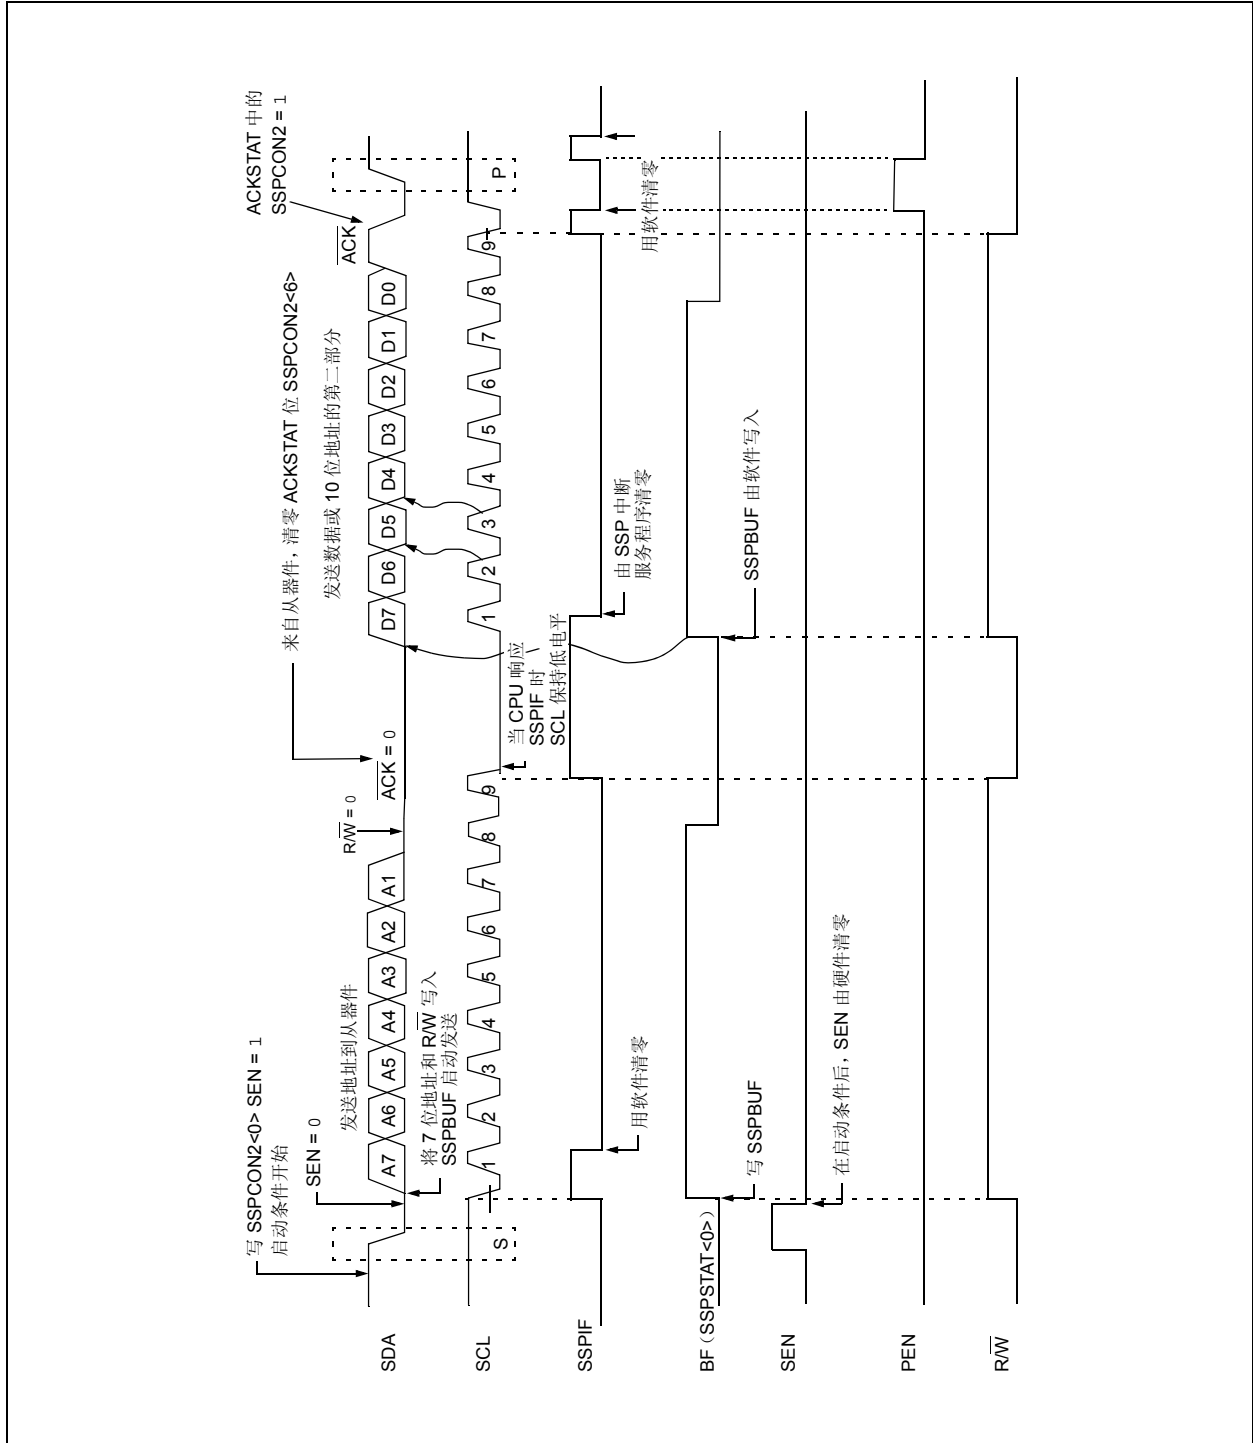 写 SSPCON2<0> SEN = 1
启动条件开始
SEN = 0
发送地址到从器件
将 7 位地址和 R/W 写入
SSPBUF 启动发送
R/W = 0
ACK = 0
来自从器件，清零 ACKSTAT 位 SSPCON2<6>
发送数据或 10 位地址的第二部分
ACK
ACKSTAT 中的
SSPCON2 = 1
SDA
A7 A6 A5 A4 A3 A2 A1
D7 D6 D5 D4 D3 D2 D1 D0
SCL
S
1 2 3 4 5 6 7 8 9
1 2 3 4 5 6 7 8 9
P
当 CPU 响应
SSPIF 时
SCL 保持低电平
SSPIF
用软件清零
由 SSP 中断
服务程序清零
用软件清零
BF（SSPSTAT<0>）
写 SSPBUF
SSPBUF 由软件写入
SEN
在启动条件后，SEN 由硬件清零
PEN
R/W